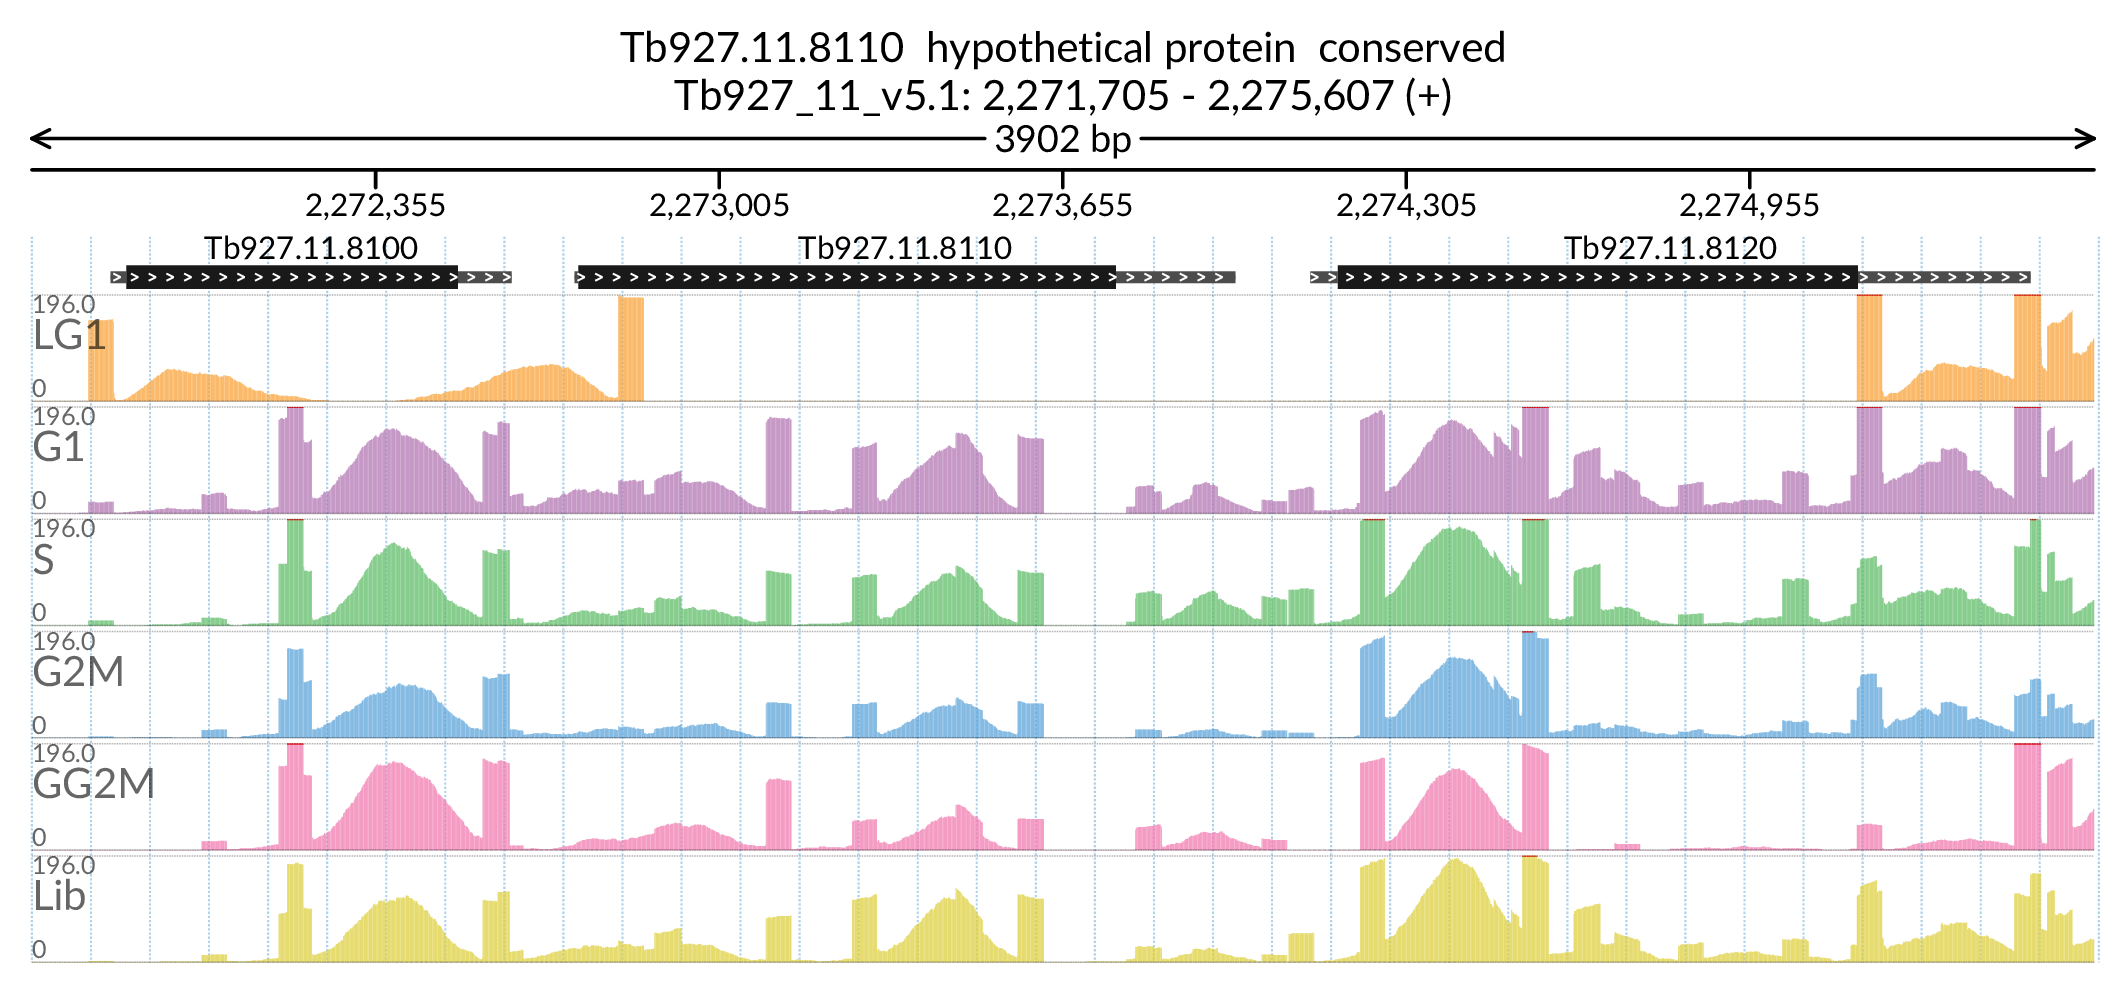 Tb927.11.8110  hypothetical protein  conserved
Tb927_11_v5.1: 2,271,705 - 2,275,607 (+)
3902 bp
2,272,355 2,273,005 2,273,655 2,274,305 2,274,955
Tb927.11.8100 Tb927.11.8110 Tb927.11.8120
196.0
LG1
0
196.0
G1
0
196.0
S
0
196.0
G2M
0
196.0
GG2M
0
196.0
Lib
0